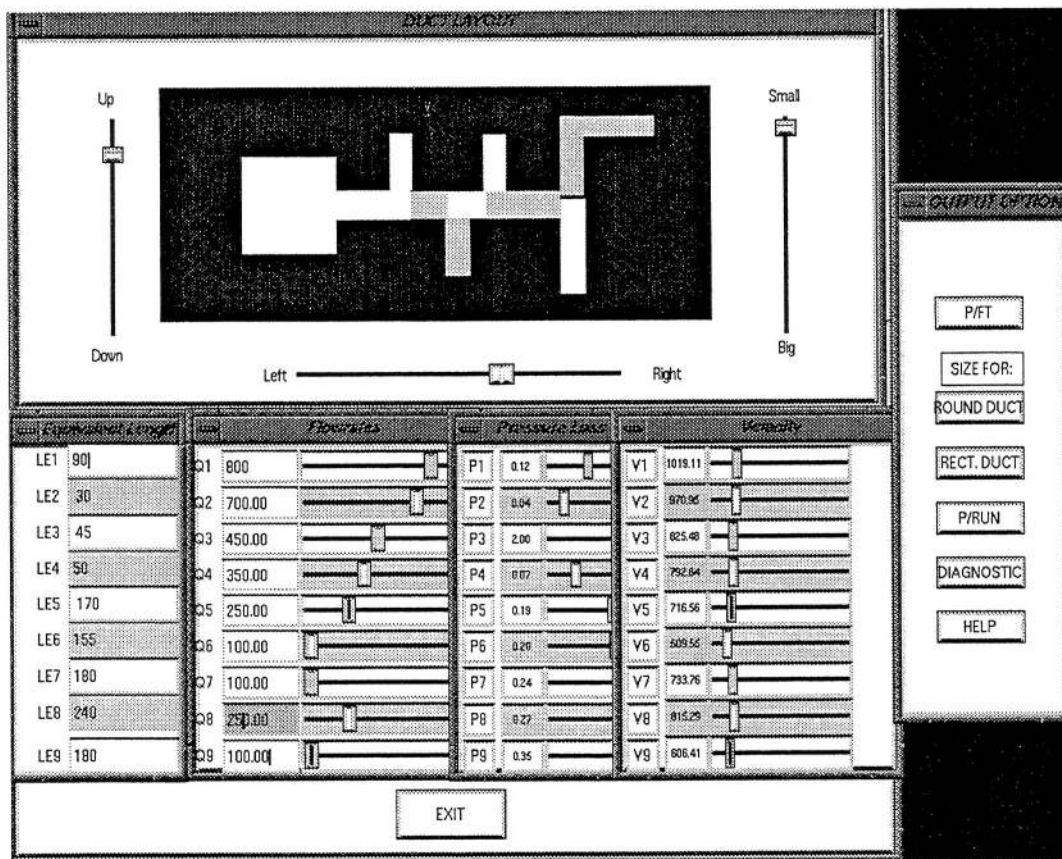 DUCT LAYOUT
Up
Small
Down
Big
Left
Right
OUTPUT OPTION
P/FT
SIZE FOR:
ROUND DUCT
RECT. DUCT
P/RUN
DIAGNOSTIC
HELP
Equivalent Length
LE1 90
LE2 30
LE3 45
LE4 50
LE5 170
LE6 155
LE7 180
LE8 240
LE9 180
Flowrates
Q1 800
Q2 700.00
Q3 450.00
Q4 350.00
Q5 250.00
Q6 100.00
Q7 100.00
Q8 250.00
Q9 100.00
Pressure Loss
P1 0.12
P2 0.04
P3 2.00
P4 0.07
P5 0.19
P6 0.20
P7 0.24
P8 0.27
P9 0.35
Velocity
V1 1019.11
V2 970.95
V3 825.48
V4 792.64
V5 716.56
V6 609.55
V7 733.76
V8 815.29
V9 606.41
EXIT